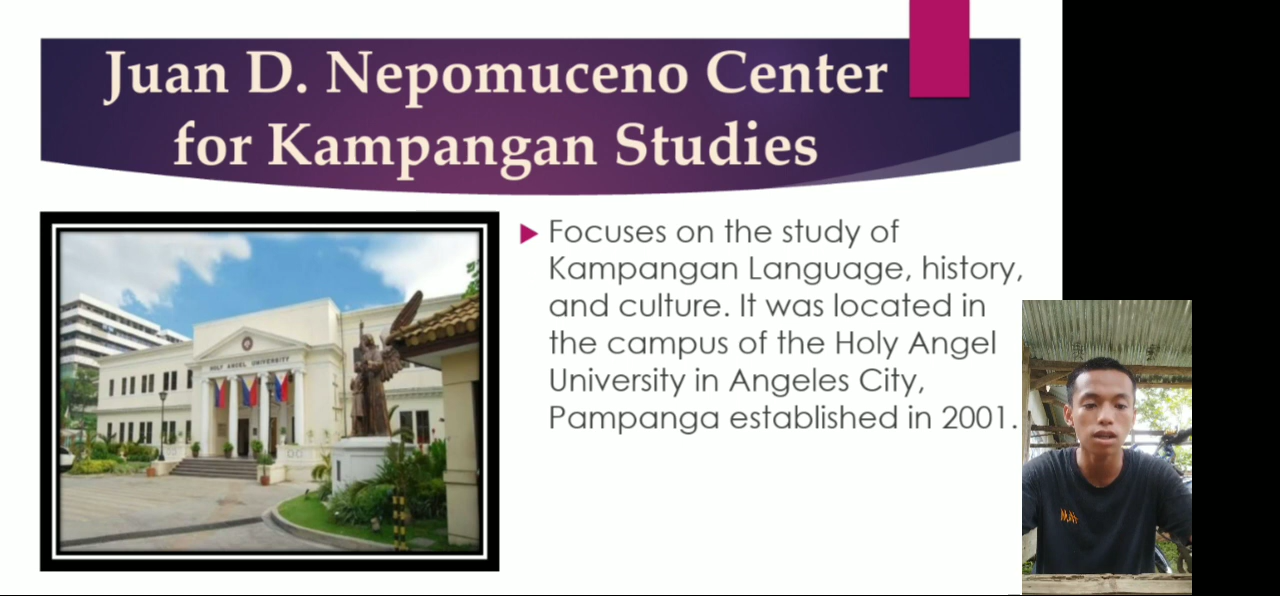 Juan D. Nepomuceno Center
for Kampangan Studies
Focuses on the study of
Kampangan Language, history,
and culture. It was located in
the campus of the Holy Angel
University in Angeles City,
Pampanga established in 2001.
HOLY ANGEL UNIVERSITY